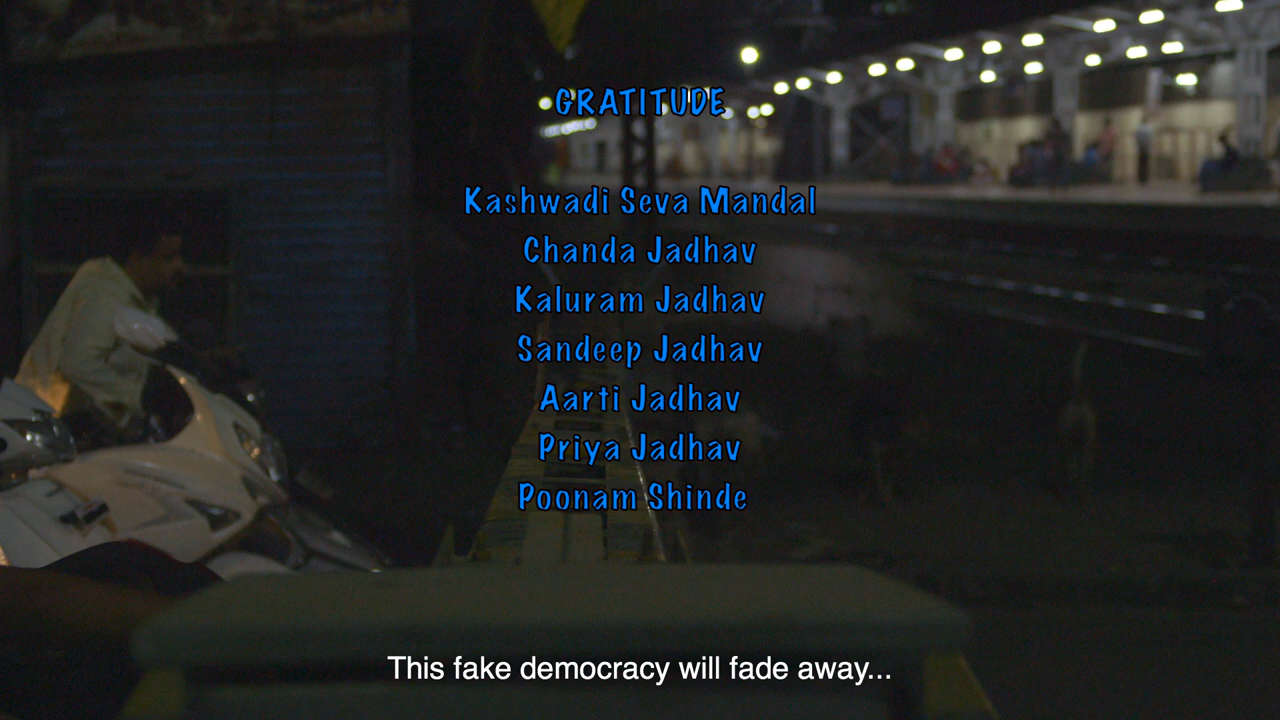 GRATITUDE
Kashwadi Seva Mandal
Chanda Jadhav
Kaluram Jadhav
Sandeep Jadhav
Aarti Jadhav
Priya Jadhav
Poonam Shinde
This fake democracy will fade away...